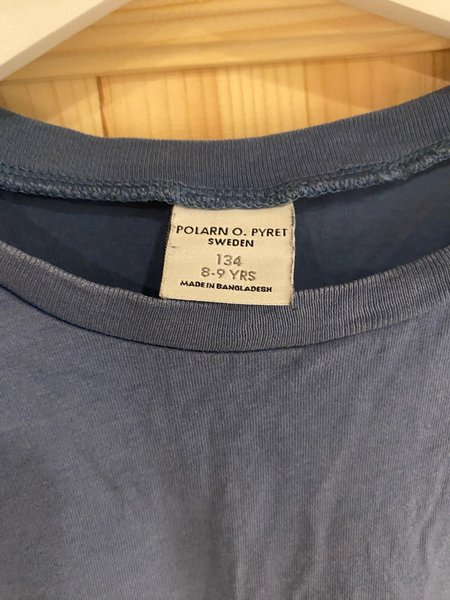 POLARN O. PYRET
SWEDEN
134
8-9 YRS
MADE IN BANGLADESH